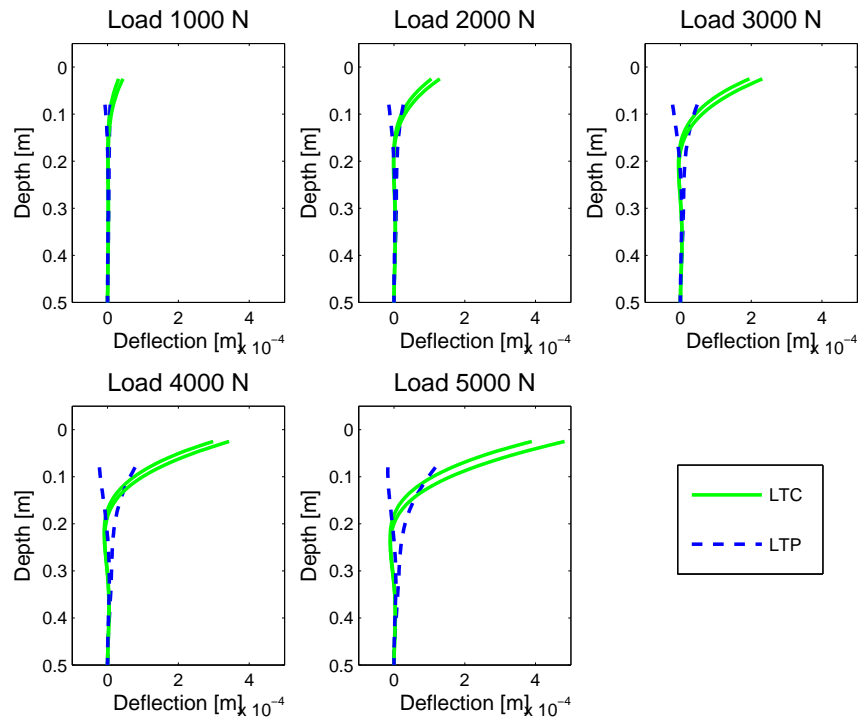 Load 1000 N
0
0.1
0.2
0.3
0.4
0.5
Depth [m]
0 2 4
x 10⁻⁴
Deflection [m]
Load 2000 N
0
0.1
0.2
0.3
0.4
0.5
Depth [m]
0 2 4
x 10⁻⁴
Deflection [m]
Load 3000 N
0
0.1
0.2
0.3
0.4
0.5
Depth [m]
0 2 4
x 10⁻⁴
Deflection [m]
Load 4000 N
0
0.1
0.2
0.3
0.4
0.5
Depth [m]
0 2 4
x 10⁻⁴
Deflection [m]
Load 5000 N
0
0.1
0.2
0.3
0.4
0.5
Depth [m]
0 2 4
x 10⁻⁴
Deflection [m]
LTC
LTP